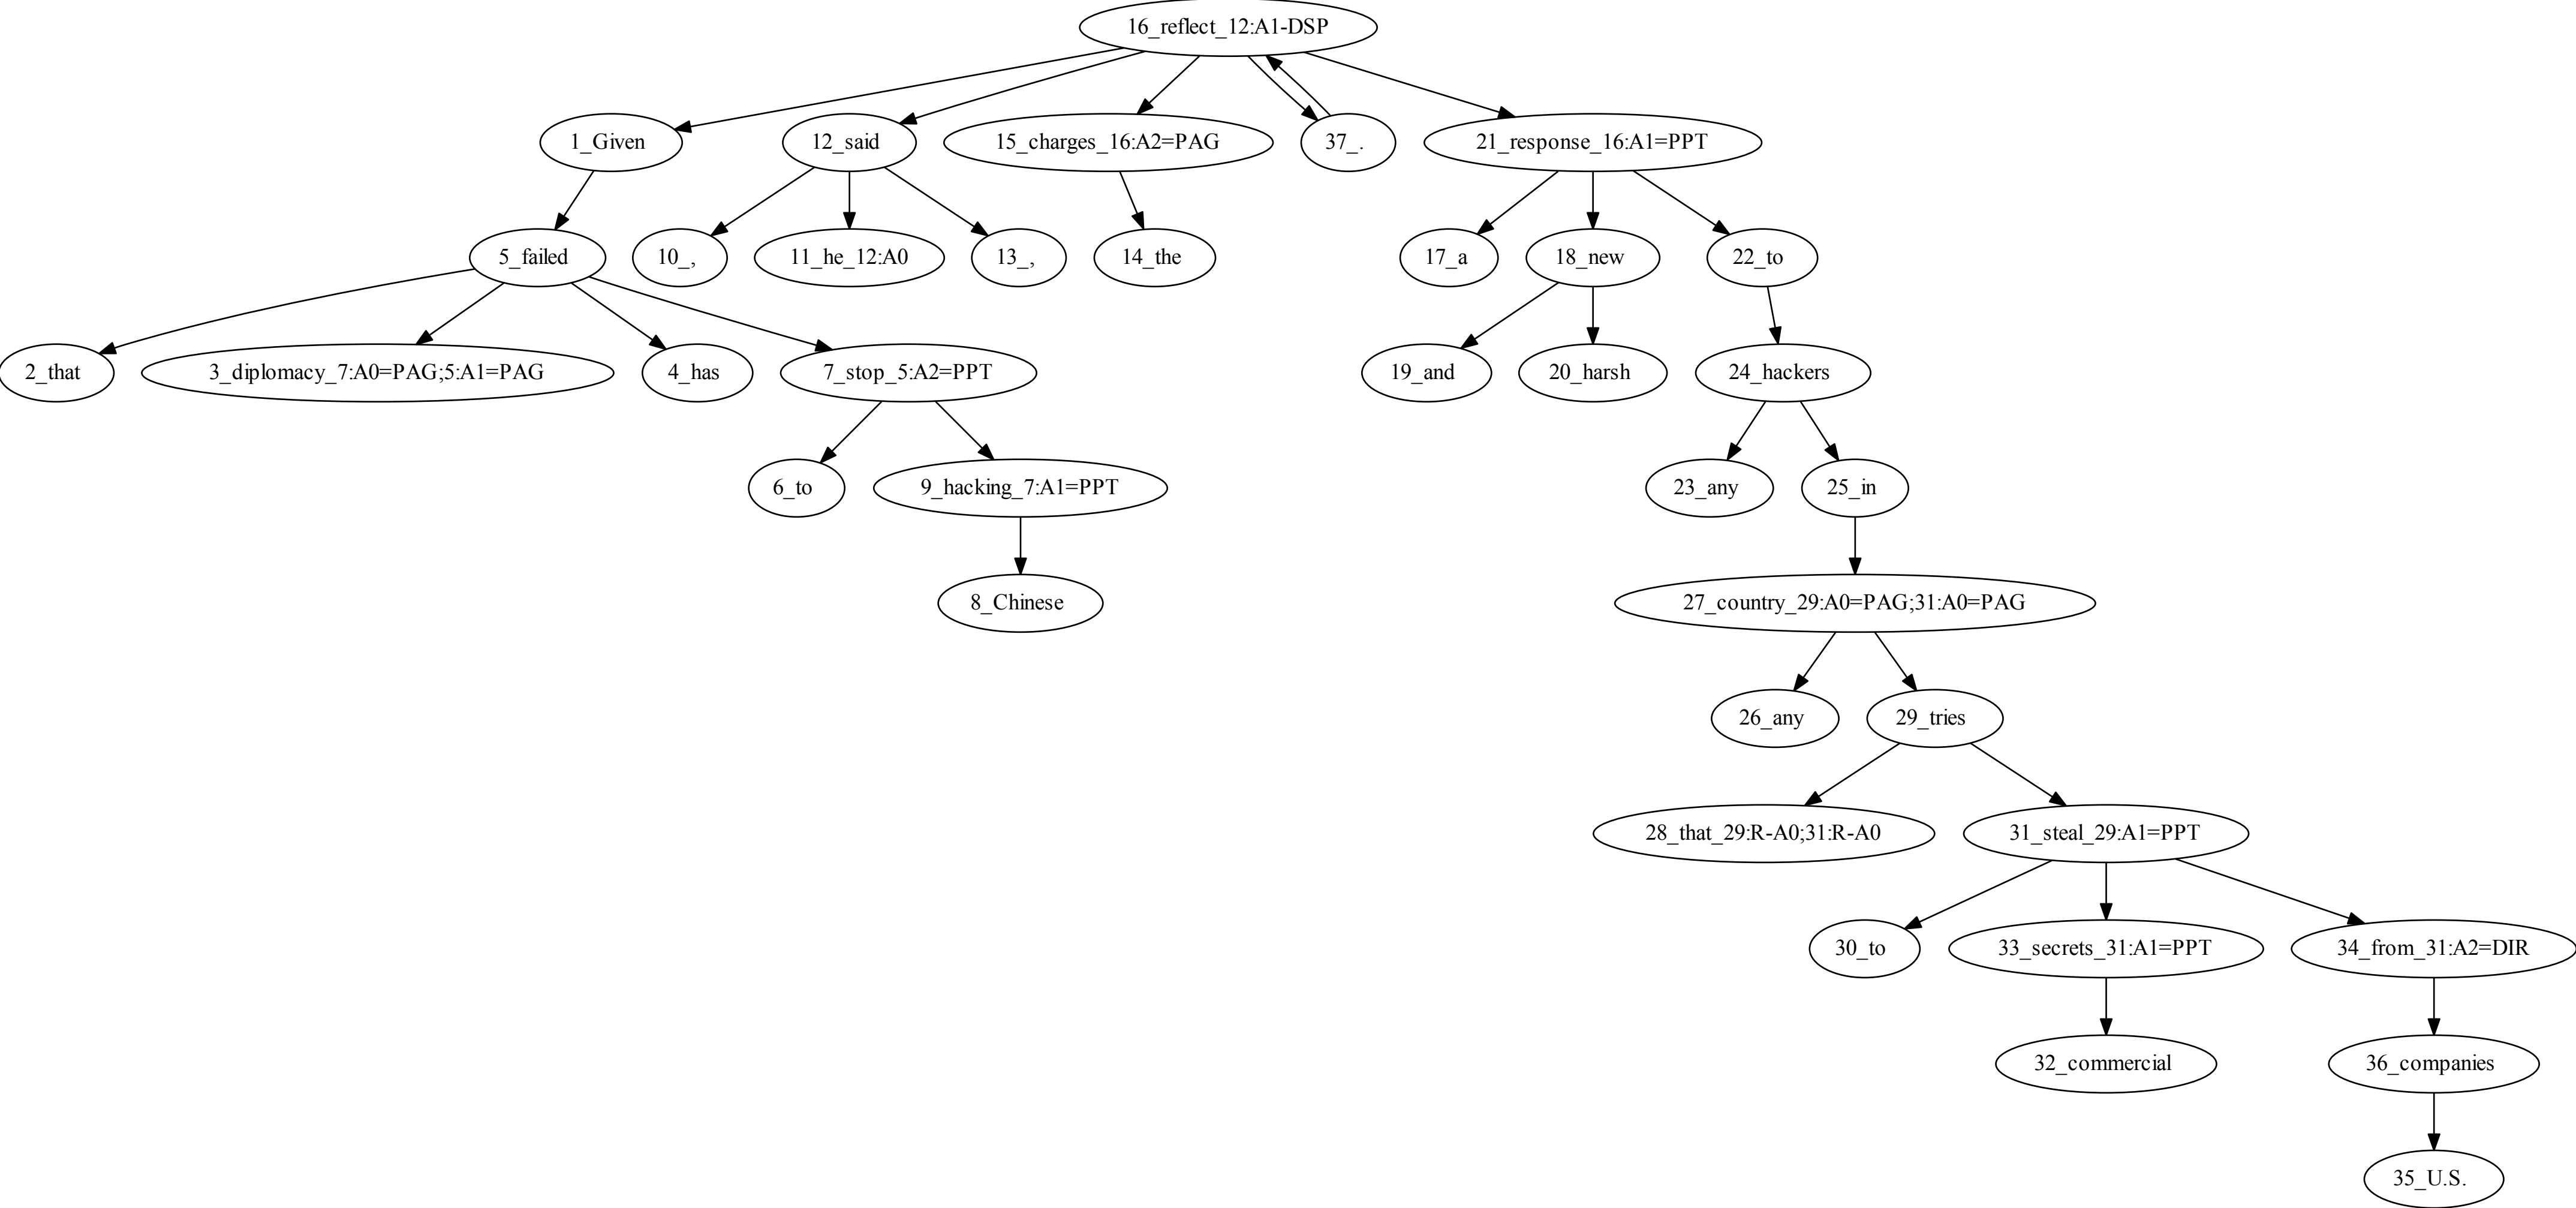 16_reflect_12:A1-DSP
1_Given
12_said
15_charges_16:A2=PAG
37_.
21_response_16:A1=PPT
5_failed
10_,
11_he_12:A0
13_,
14_the
17_a
18_new
22_to
2_that
3_diplomacy_7:A0=PAG;5:A1=PAG
4_has
7_stop_5:A2=PPT
19_and
20_harsh
24_hackers
6_to
9_hacking_7:A1=PPT
23_any
25_in
8_Chinese
27_country_29:A0=PAG;31:A0=PAG
26_any
29_tries
28_that_29:R-A0;31:R-A0
31_steal_29:A1=PPT
30_to
33_secrets_31:A1=PPT
34_from_31:A2=DIR
32_commercial
36_companies
35_U.S.